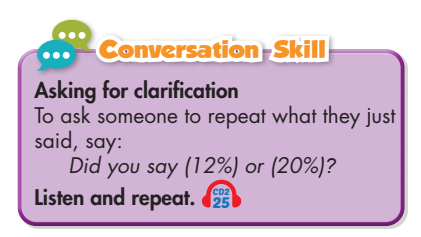 Conversation Skill
Asking for clarification
To ask someone to repeat what they just
said, say:
Did you say (12%) or (20%)?
Listen and repeat. CD2
25